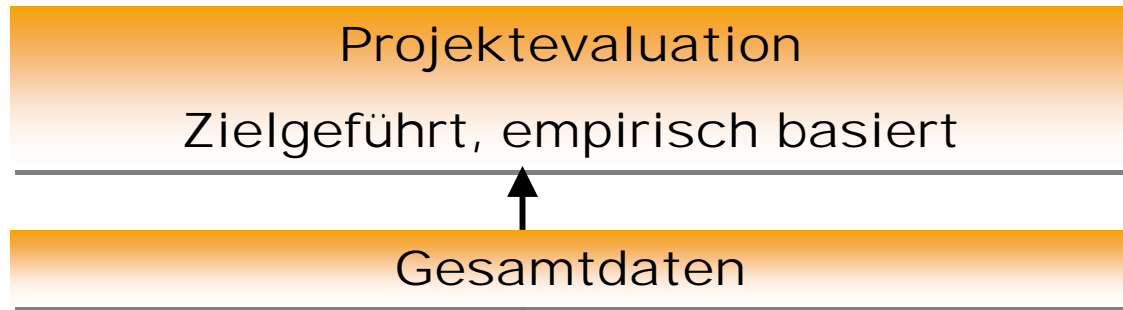 Projektevaluation
Zielgeführt, empirisch basiert
Gesamtdaten